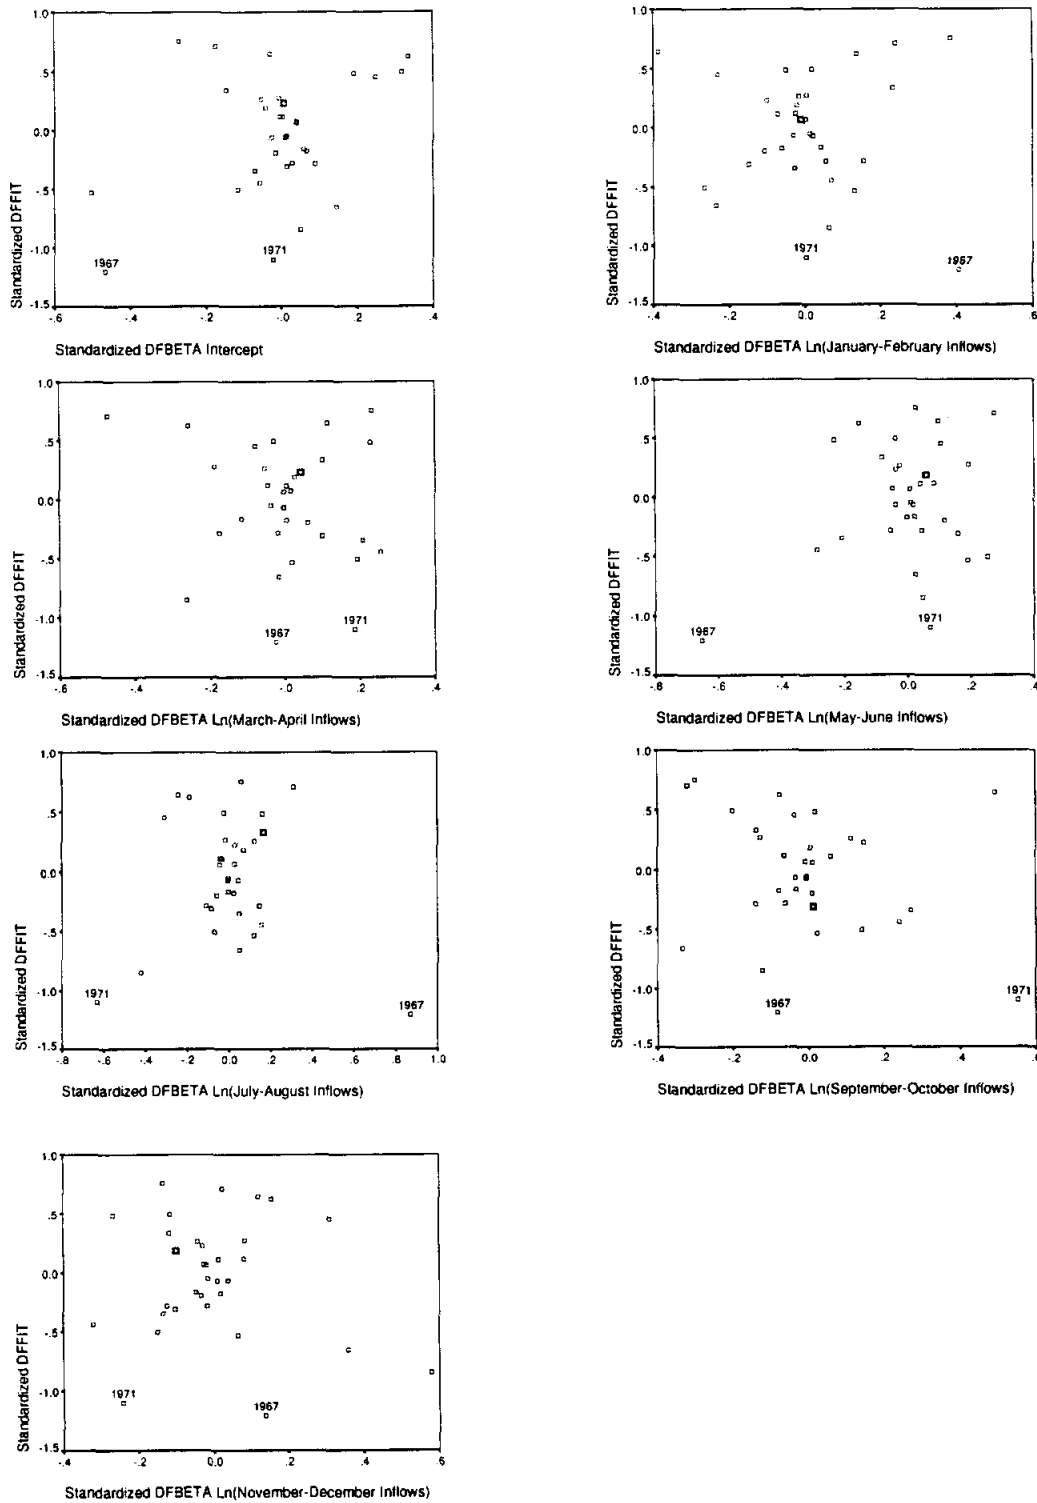 1.0
.5
0.0
-.5
-1.0
-1.5
Standardized DFFIT
1967
1971
-.6 -.4 -.2 -.0 .2 .4
Standardized DFBETA Intercept
1.0
.5
0.0
-.5
-1.0
-1.5
Standardized DFFIT
1971
1967
-.4 -.2 0.0 .2 .4 .6
Standardized DFBETA Ln(January-February Inflows)
1.0
.5
0.0
-.5
-1.0
-1.5
Standardized DFFIT
1967
1971
-.6 -.4 -.2 -.0 .2 .4
Standardized DFBETA Ln(March-April Inflows)
1.0
.5
0.0
-.5
-1.0
-1.5
Standardized DFFIT
1967
1971
-.8 -.6 -.4 -.2 0.0 .2 .4
Standardized DFBETA Ln(May-June Inflows)
1.0
.5
0.0
-.5
-1.0
-1.5
Standardized DFFIT
1971
1967
-.8 -.6 -.4 -.2 0.0 .2 .4 .6 .8 1.0
Standardized DFBETA Ln(July-August Inflows)
1.0
.5
0.0
-.5
-1.0
-1.5
Standardized DFFIT
1967
1971
-.4 -.2 0.0 .2 .4 .6
Standardized DFBETA Ln(September-October Inflows)
1.0
.5
0.0
-.5
-1.0
-1.5
Standardized DFFIT
1971
1967
-.4 -.2 0.0 .2 .4 .6
Standardized DFBETA Ln(November-December Inflows)